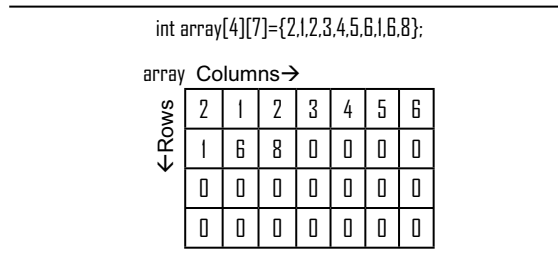 int array[4][7]={2,1,2,3,4,5,6,1,6,8};
array Columns→
←Rows
2 1 2 3 4 5 6
1 6 8 0 0 0 0
0 0 0 0 0 0 0
0 0 0 0 0 0 0